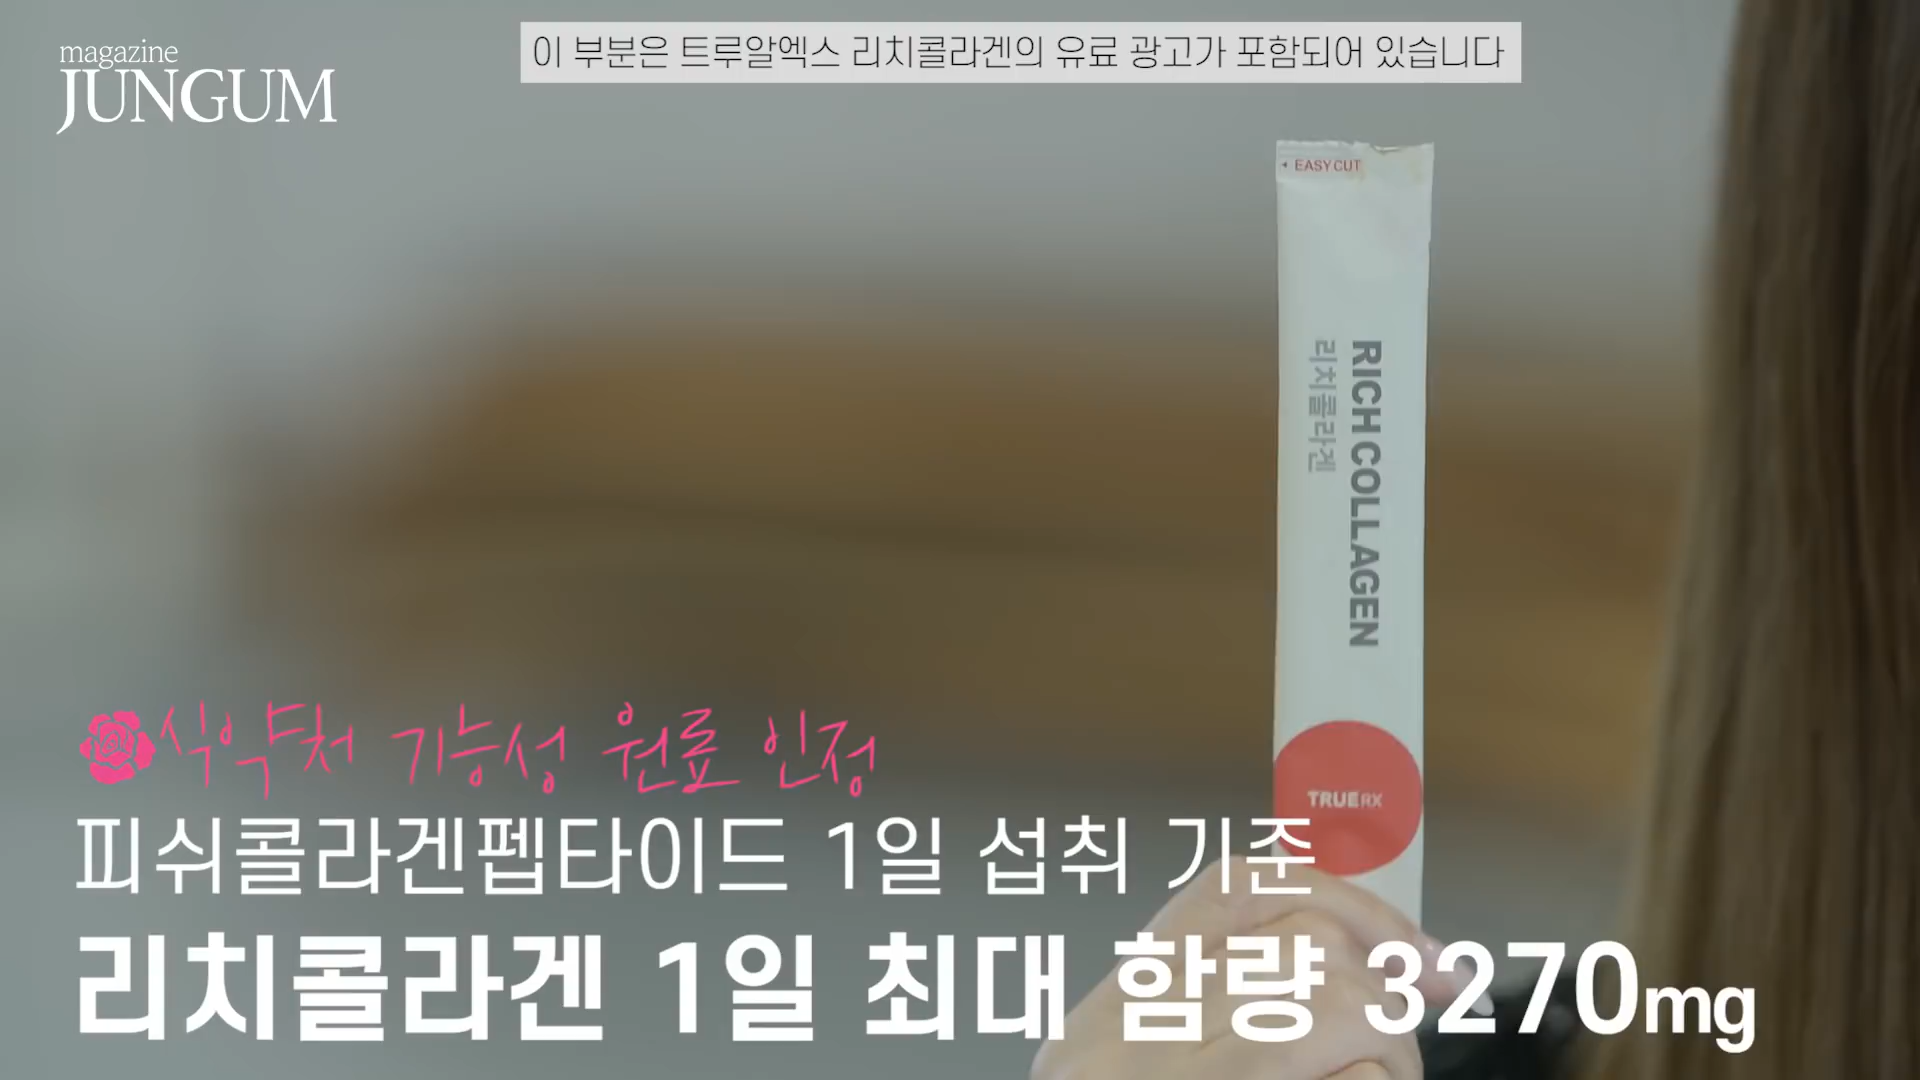 magazine
JUNGUM
이 부분은 트루알엑스 리치콜라겐의 유료 광고가 포함되어 있습니다
◂ EASY CUT
RICH COLLAGEN
리치콜라겐
TRUERX
식약처 기능성 원료 인정
피쉬콜라겐펩타이드 1일 섭취 기준
리치콜라겐 1일 최대 함량 3270mg